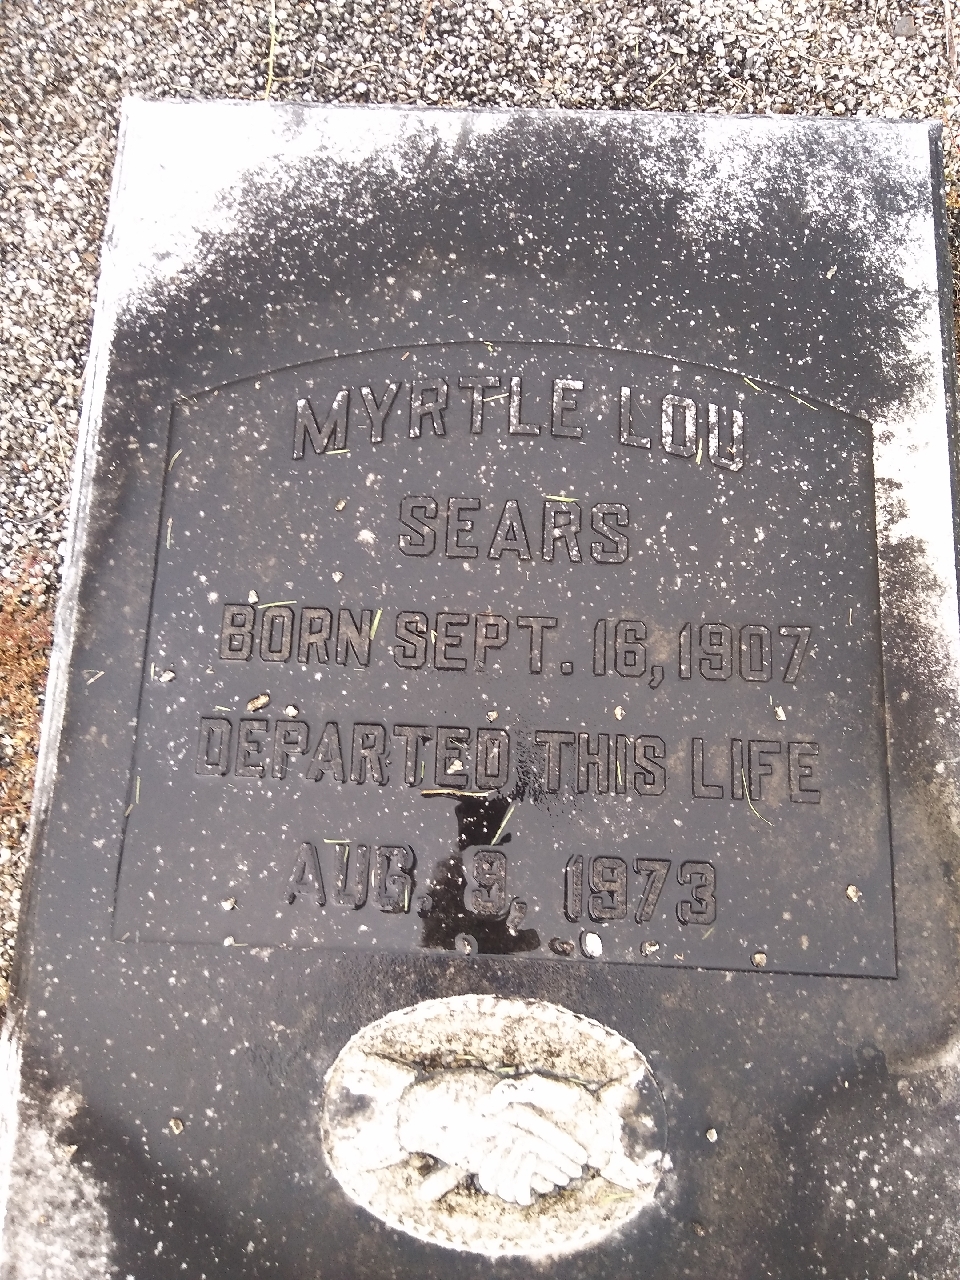 MYRTLE LOU
SEARS
BORN SEPT. 16, 1907
DEPARTED THIS LIFE
AUG. 9, 1973